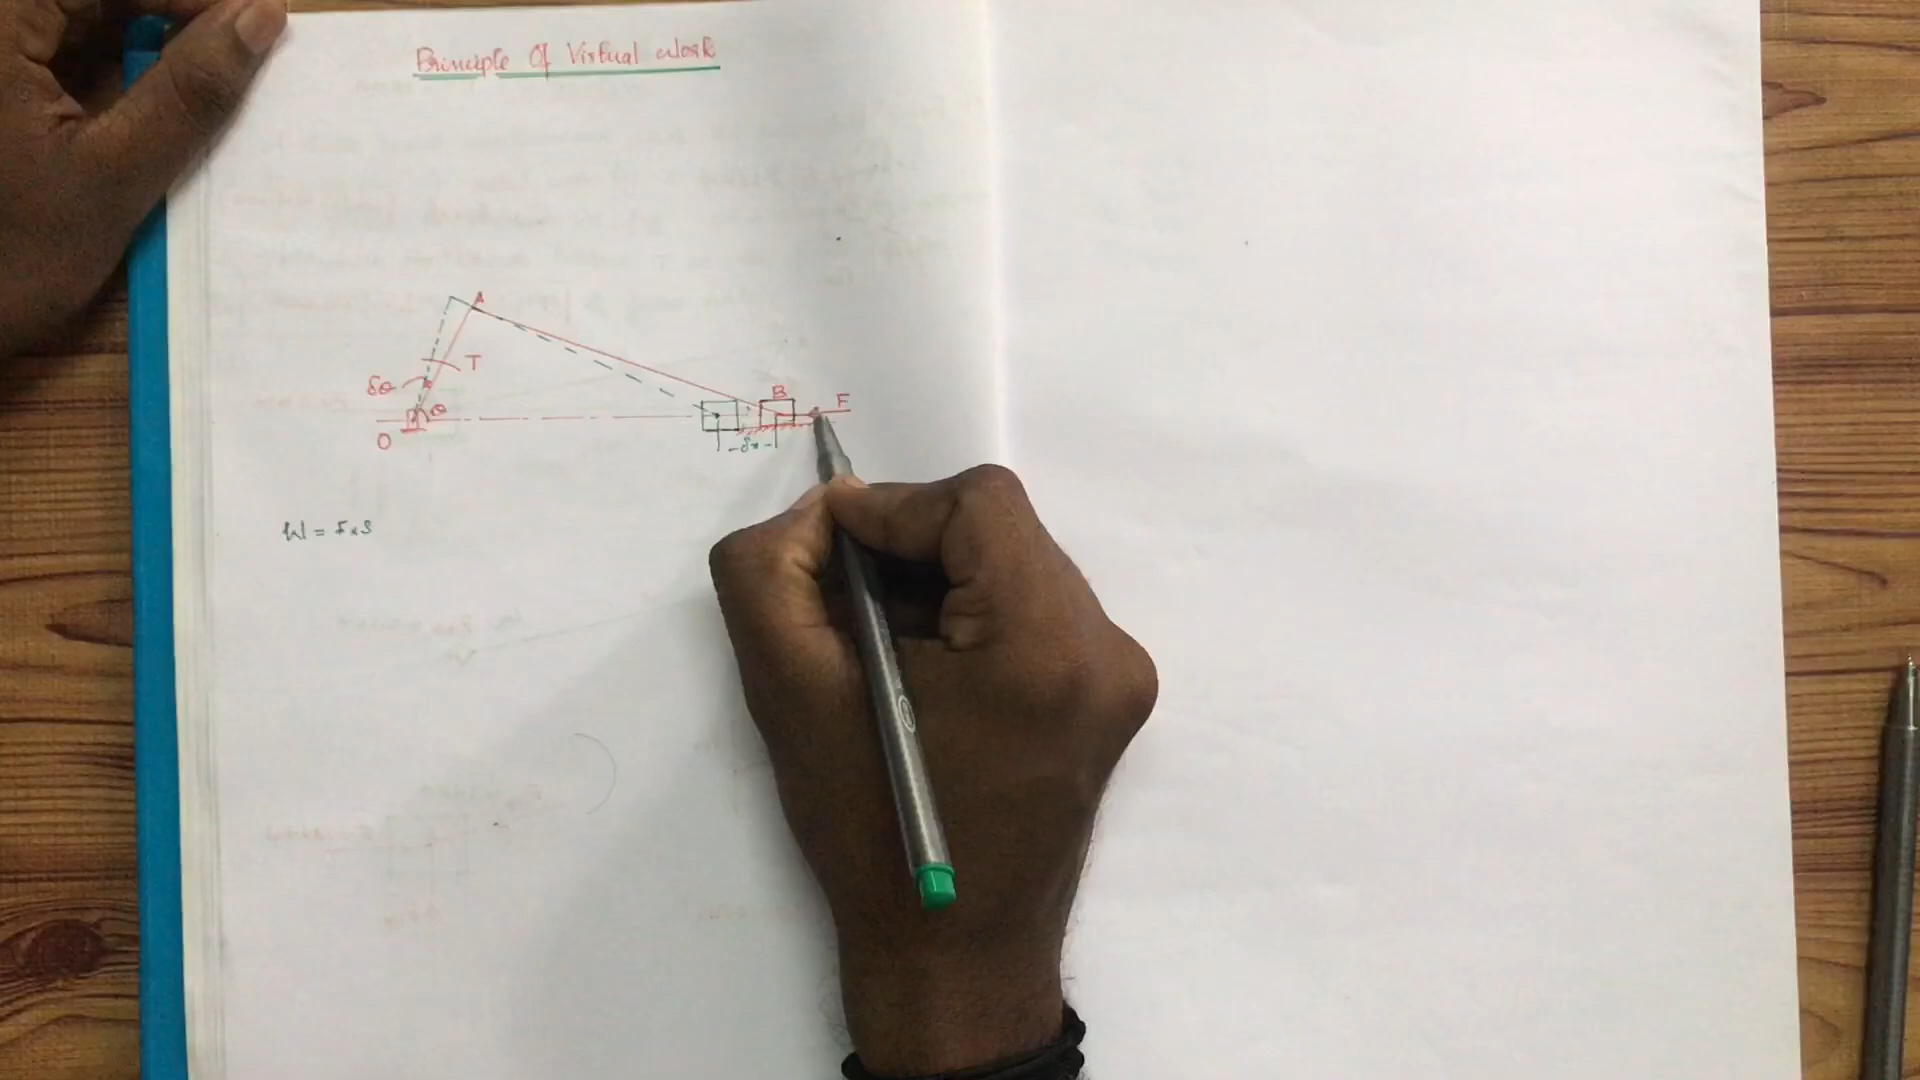 Principle Of Virtual Work
A
T
δθ
θ
B
F
O
δx
W = F x S